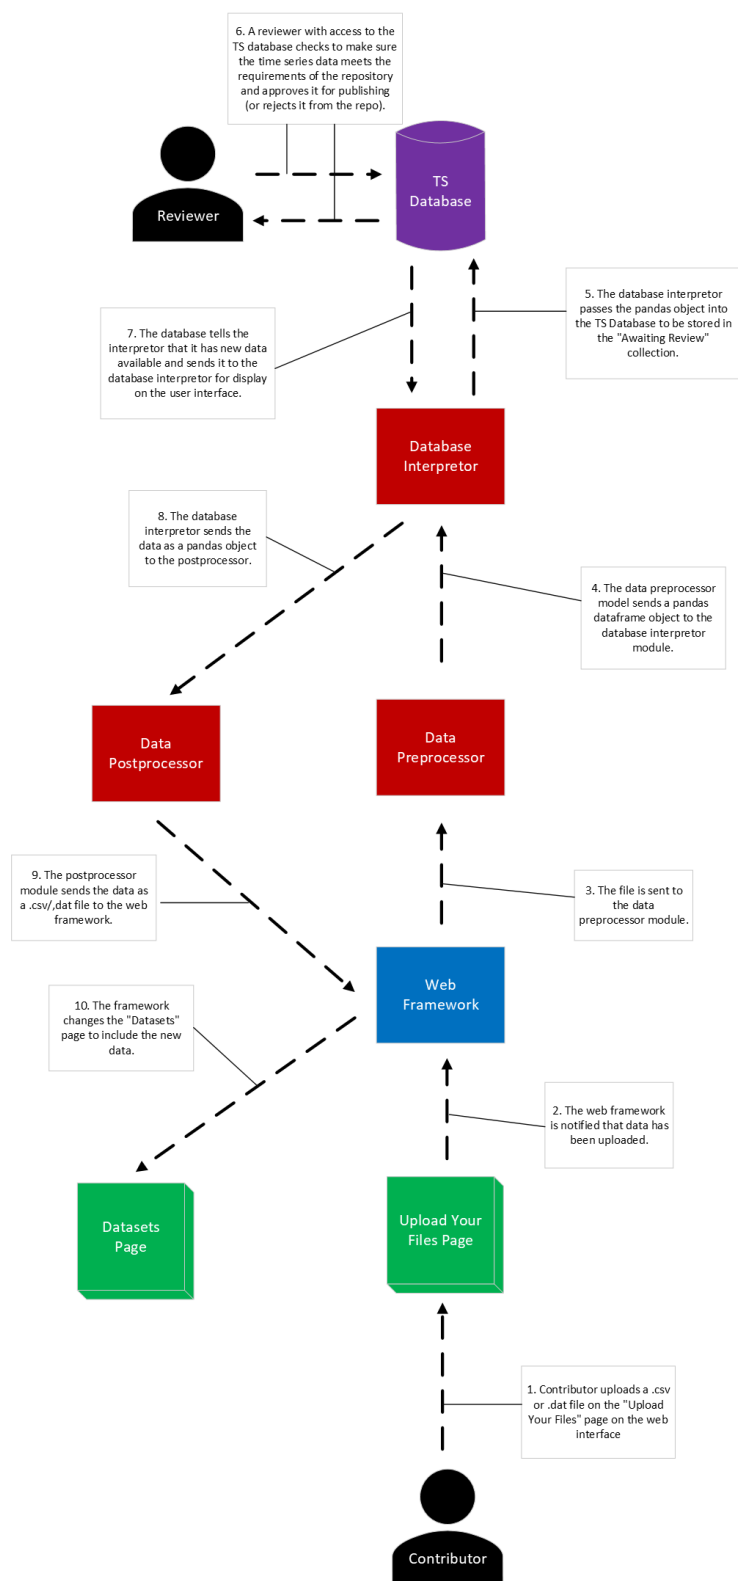 6. A reviewer with access to the
TS database checks to make sure
the time series data meets the
requirements of the repository
and approves it for publishing
(or rejects it from the repo).
Reviewer
TS
Database
5. The database interpretor
passes the pandas object into
the TS Database to be stored in
the "Awaiting Review"
collection.
7. The database tells the
interpretor that it has new data
available and sends it to the
database interpretor for display
on the user interface.
Database
Interpretor
8. The database
interpretor sends the
data as a pandas object
to the postprocessor.
4. The data preprocessor
model sends a pandas
dataframe object to the
database interpretor
module.
Data
Postprocessor
Data
Preprocessor
9. The postprocessor
module sends the data as
a .csv/,dat file to the web
framework.
3. The file is sent to
the data
preprocessor module.
Web
Framework
10. The framework
changes the "Datasets"
page to include the new
data.
2. The web framework
is notified that data has
been uploaded.
Datasets
Page
Upload Your
Files Page
1. Contributor uploads a .csv
or .dat file on the "Upload
Your Files" page on the web
interface
Contributor